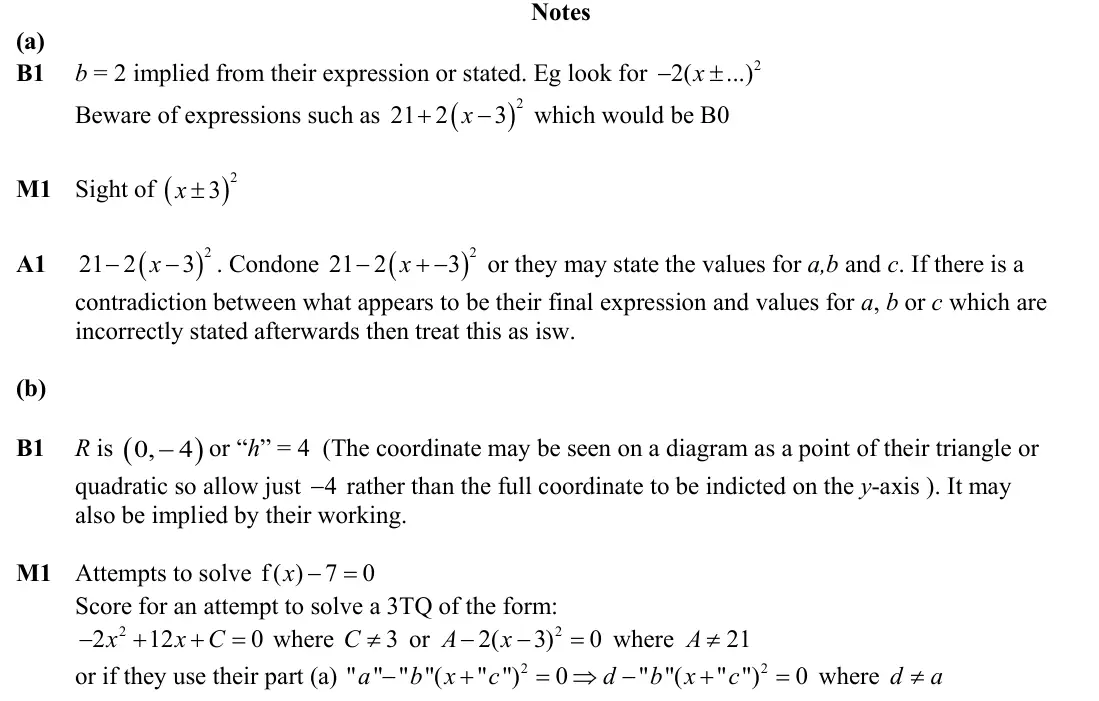 Notes
(a)
B1 b = 2 implied from their expression or stated. Eg look for −2(x ± ...)²
Beware of expressions such as 21 + 2(x − 3)² which would be B0
M1 Sight of (x ± 3)²
A1 21 − 2(x − 3)² . Condone 21 − 2(x + −3)² or they may state the values for a,b and c. If there is a
contradiction between what appears to be their final expression and values for a, b or c which are
incorrectly stated afterwards then treat this as isw.
(b)
B1 R is (0, − 4) or “h” = 4 (The coordinate may be seen on a diagram as a point of their triangle or
quadratic so allow just −4 rather than the full coordinate to be indicted on the y-axis ). It may
also be implied by their working.
M1 Attempts to solve f(x) − 7 = 0
Score for an attempt to solve a 3TQ of the form:
−2x² + 12x + C = 0 where C ≠ 3 or A − 2(x − 3)² = 0 where A ≠ 21
or if they use their part (a) "a"−"b"(x + "c")² = 0 ⇒ d −"b"(x + "c")² = 0 where d ≠ a